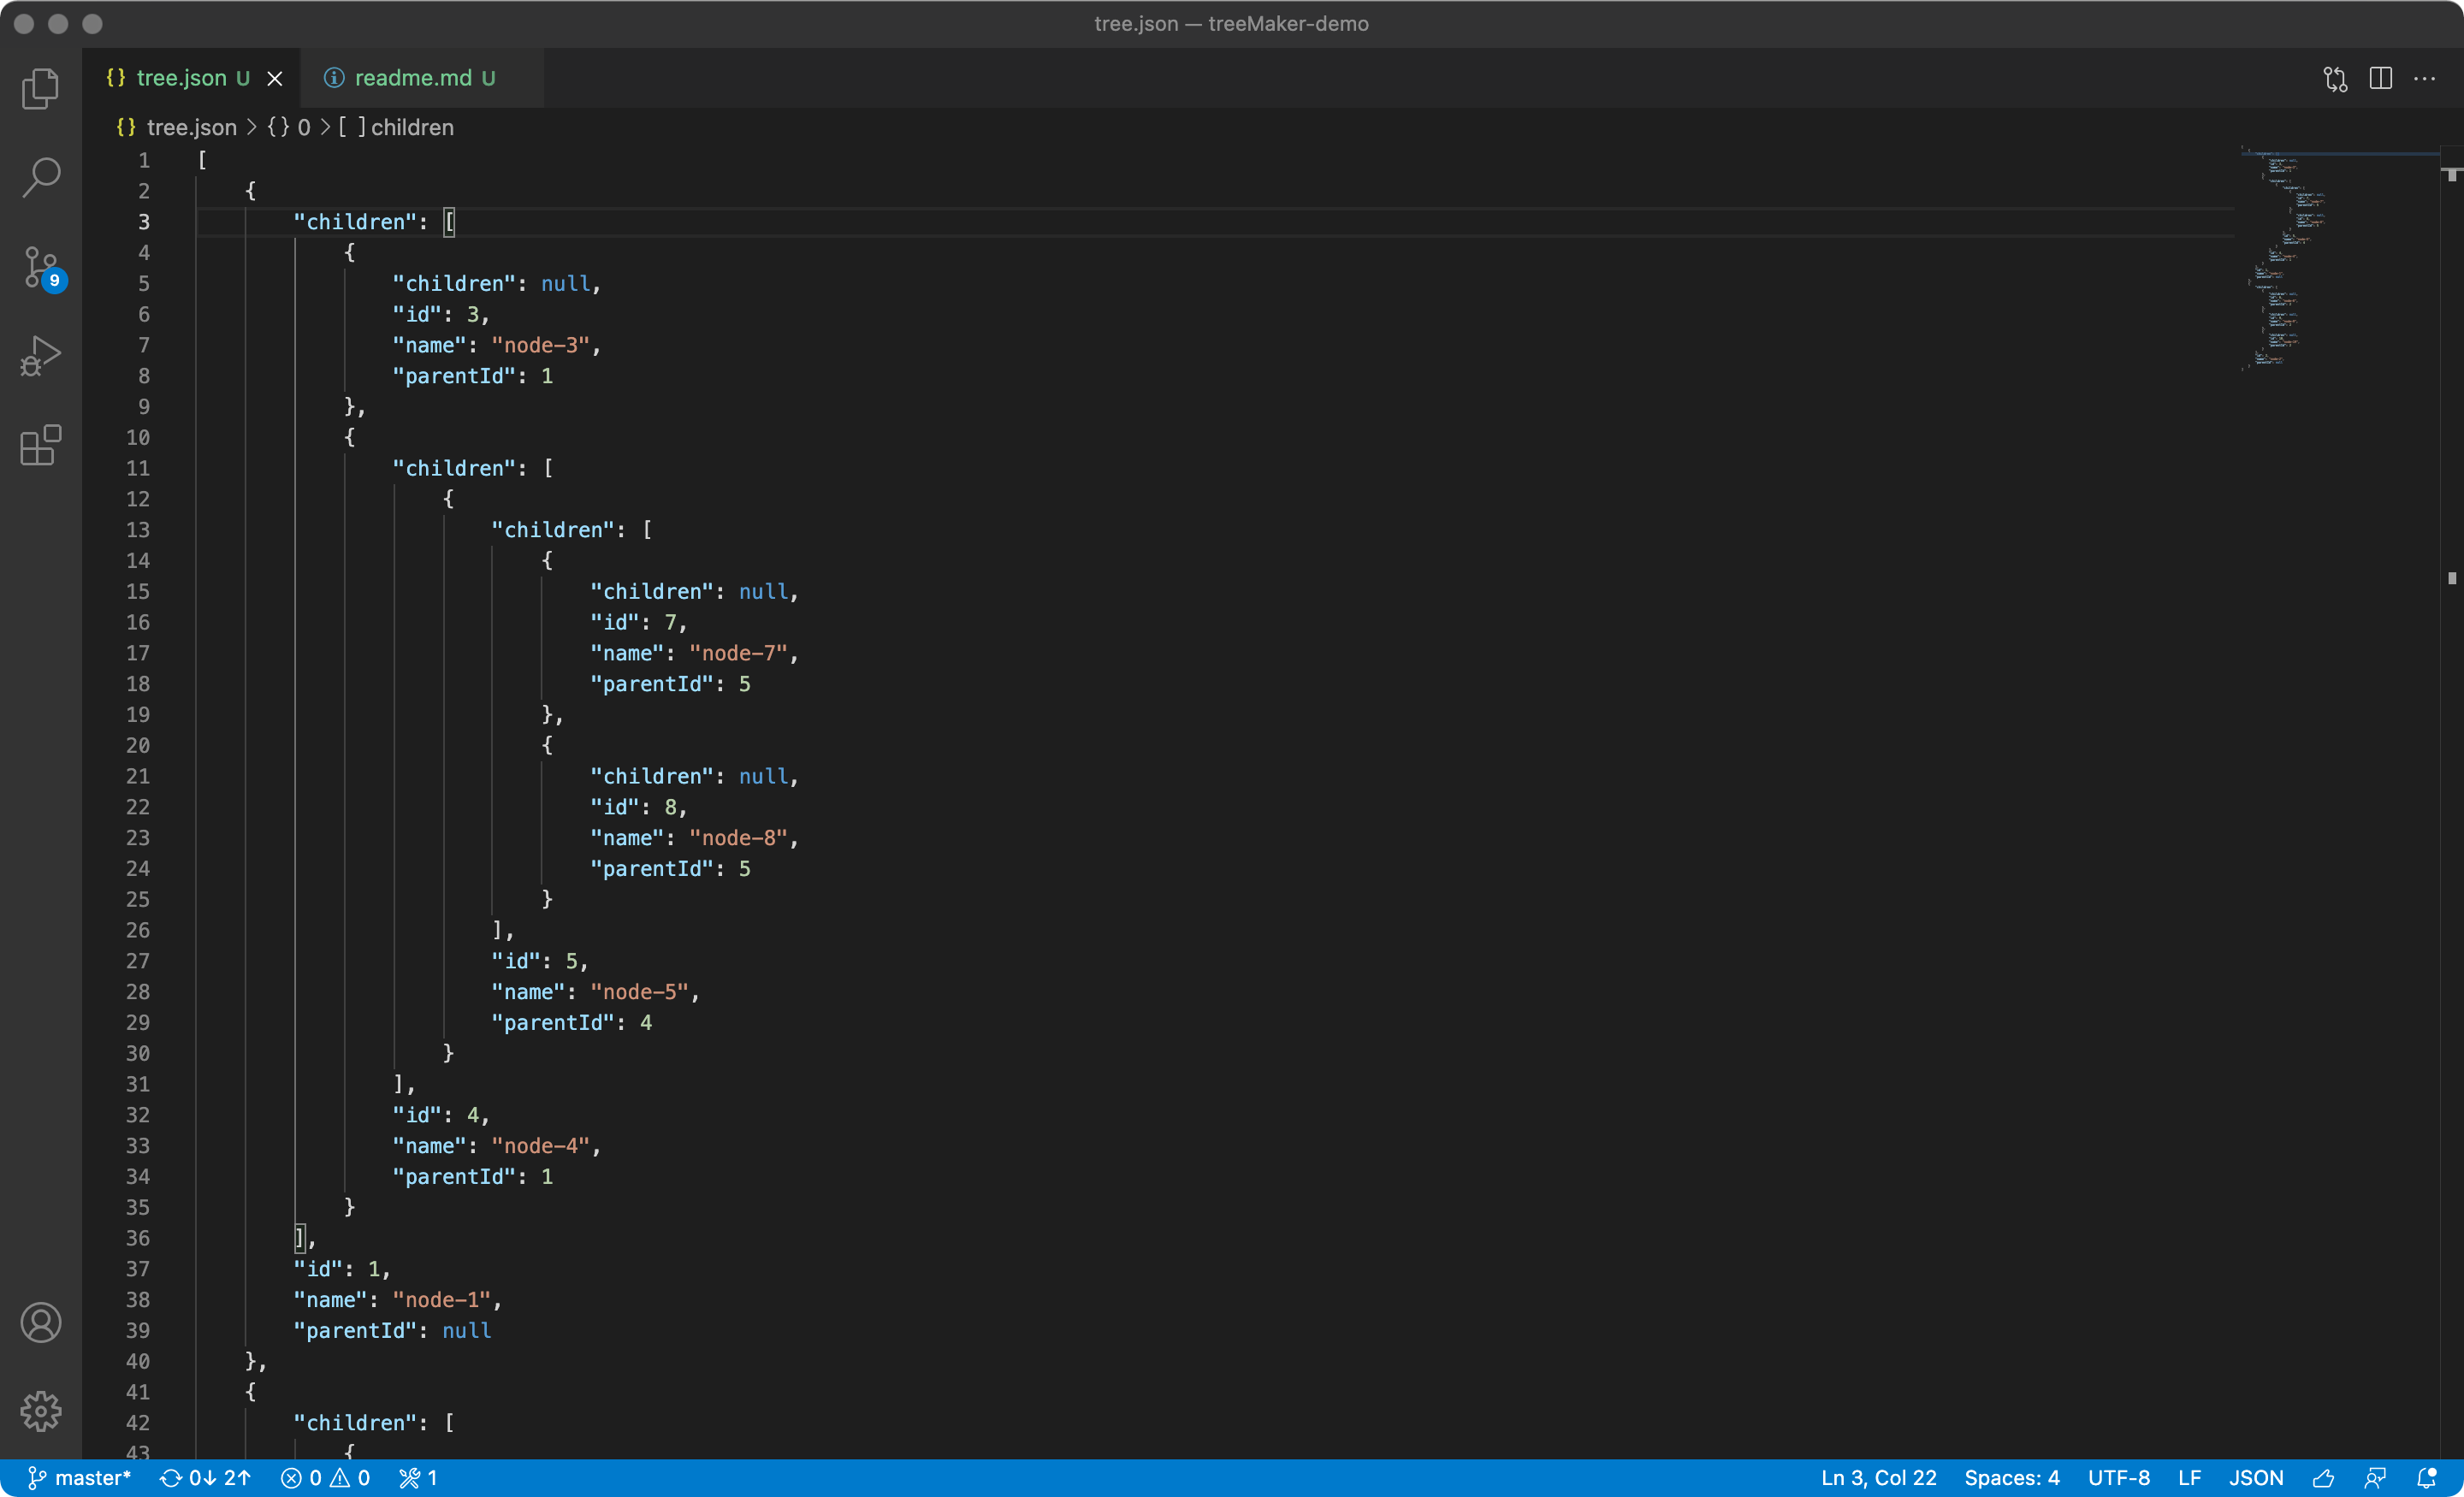 tree.json — treeMaker-demo
{} tree.json U
readme.md U
{} tree.json > {} 0 > [ ] children
1 [
2 {
3 "children": [
4 {
5 "children": null,
6 "id": 3,
7 "name": "node-3",
8 "parentId": 1
9 },
10 {
11 "children": [
12 {
13 "children": [
14 {
15 "children": null,
16 "id": 7,
17 "name": "node-7",
18 "parentId": 5
19 },
20 {
21 "children": null,
22 "id": 8,
23 "name": "node-8",
24 "parentId": 5
25 }
26 ],
27 "id": 5,
28 "name": "node-5",
29 "parentId": 4
30 }
31 ],
32 "id": 4,
33 "name": "node-4",
34 "parentId": 1
35 }
36 ],
37 "id": 1,
38 "name": "node-1",
39 "parentId": null
40 },
41 {
42 "children": [
43 {
9
master* 0↓ 2↑ 0 0 1
Ln 3, Col 22 Spaces: 4 UTF-8 LF JSON